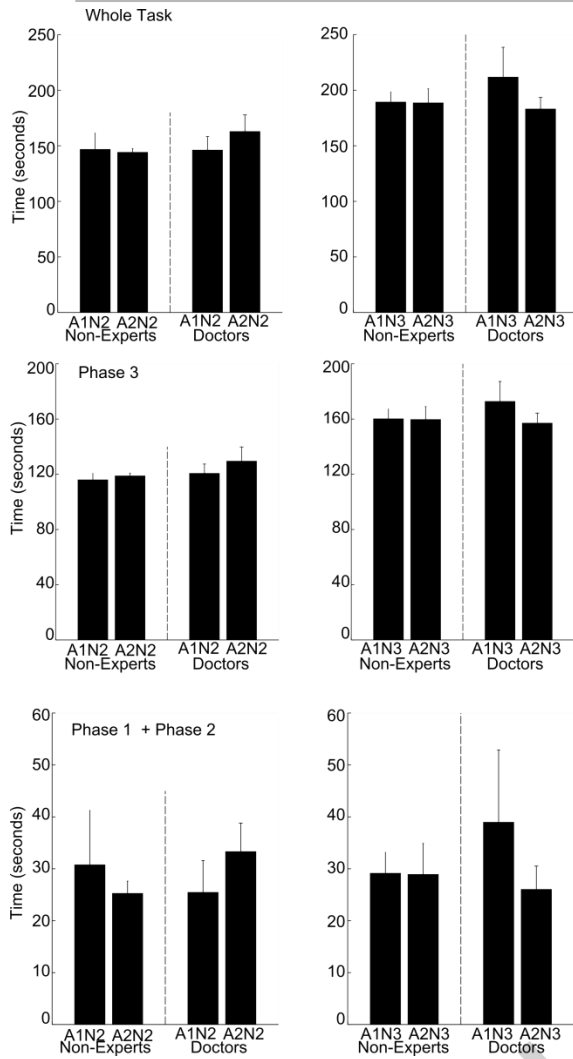 Whole Task
250
200
150
100
50
0
Time (seconds)
A1N2 A2N2 A1N2 A2N2
Non-Experts Doctors
250
200
150
100
50
0
A1N3 A2N3 A1N3 A2N3
Non-Experts Doctors
Phase 3
200
160
120
80
40
0
Time (seconds)
A1N2 A2N2 A1N2 A2N2
Non-Experts Doctors
200
160
120
80
40
0
A1N3 A2N3 A1N3 A2N3
Non-Experts Doctors
Phase 1 + Phase 2
60
50
40
30
20
10
0
Time (seconds)
A1N2 A2N2 A1N2 A2N2
Non-Experts Doctors
60
50
40
30
20
10
0
A1N3 A2N3 A1N3 A2N3
Non-Experts Doctors